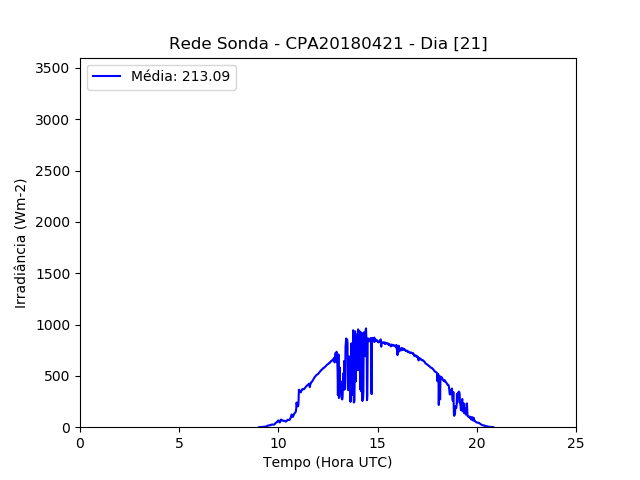 Rede Sonda - CPA20180421 - Dia [21]
Média: 213.09
3500
3000
2500
2000
1500
1000
500
0
Irradiância (Wm-2)
0 5 10 15 20 25
Tempo (Hora UTC)